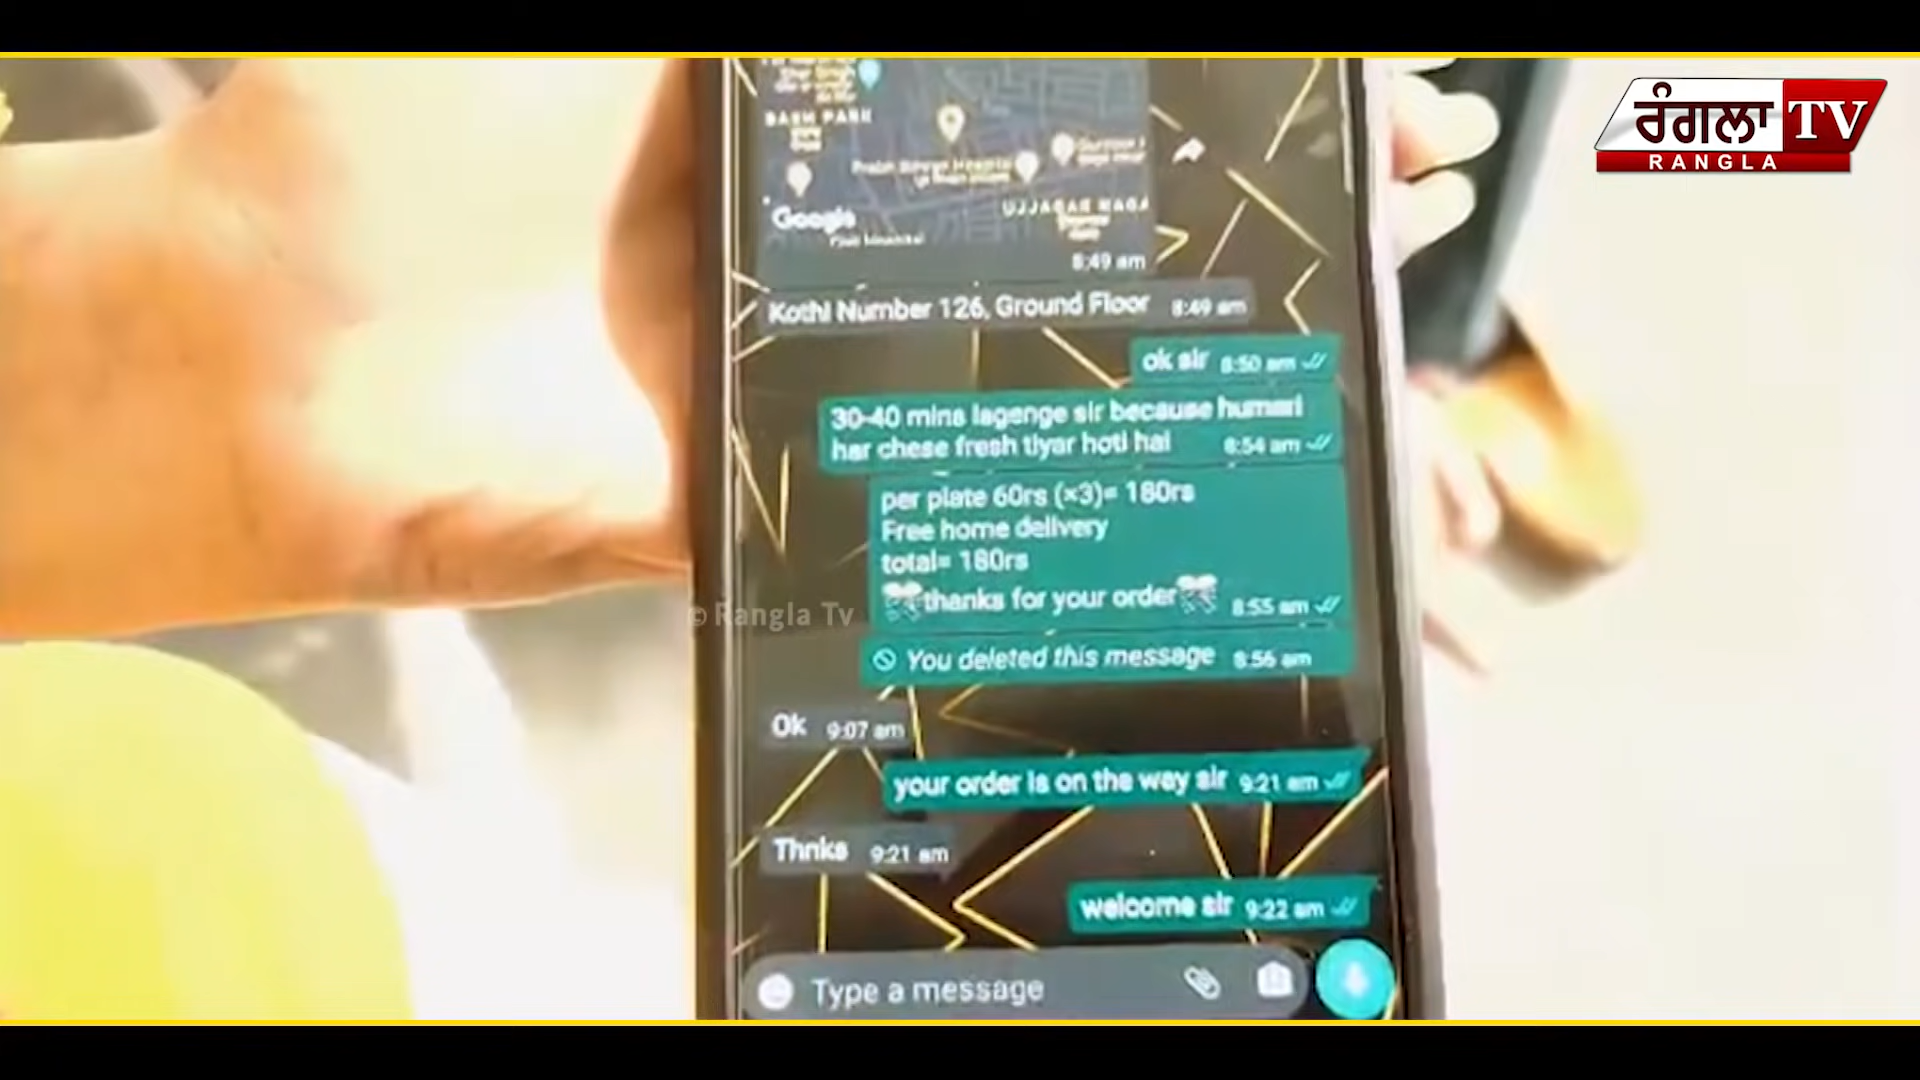 ਰੰਗਲਾ TV
RANGLA
PARK
Google
UJJAGAR NAGA
8:49 am
Kothi Number 126, Ground Floor 8:49 am
ok sir 8:50 am
30-40 mins lagenge sir because humari
har chese fresh tiyar hoti hai 8:54 am
per plate 60rs (×3)= 180rs
Free home delivery
total= 180rs
thanks for your order 8:55 am
© Rangla Tv
You deleted this message 8:56 am
Ok 9:07 am
your order is on the way sir 9:21 am
Thnks 9:21 am
welcome sir 9:22 am
Type a message